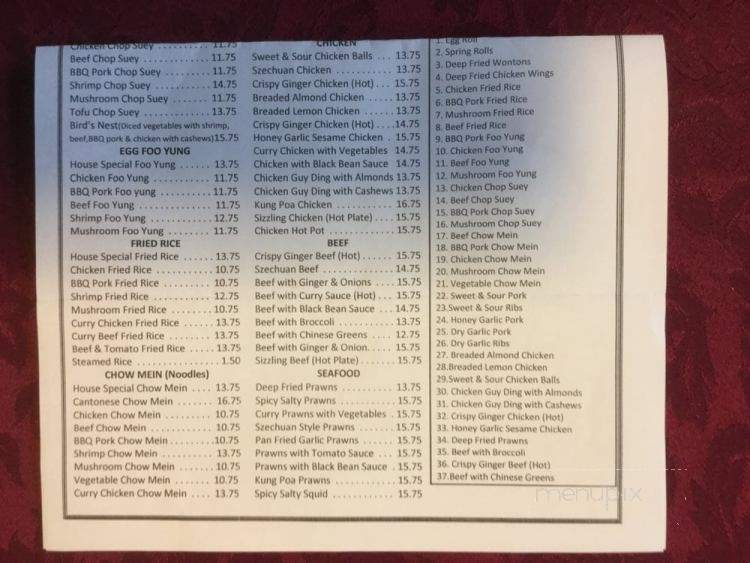 Chicken Chop Suey .......... 11.75
Beef Chop Suey .............. 11.75
BBQ Pork Chop Suey ........ 11.75
Shrimp Chop Suey ........... 14.75
Mushroom Chop Suey ....... 11.75
Tofu Chop Suey .............. 13.75
Bird's Nest(Diced vegetables with shrimp,
beef,BBQ pork & chicken with cashews)15.75
EGG FOO YUNG
House Special Foo Yung ...... 13.75
Chicken Foo Yung ............ 11.75
BBQ Pork Foo yung .......... 11.75
Beef Foo Yung ............... 11.75
Shrimp Foo Yung ............. 12.75
Mushroom Foo Yung ......... 11.75
FRIED RICE
House Special Fried Rice ...... 13.75
Chicken Fried Rice ........... 10.75
BBQ Pork Fried Rice .......... 10.75
Shrimp Fried Rice ............ 12.75
Mushroom Fried Rice ......... 10.75
Curry Chicken Fried Rice ...... 13.75
Curry Beef Fried Rice ......... 13.75
Beef & Tomato Fried Rice ..... 13.75
Steamed Rice ................ 1.50
CHOW MEIN (Noodles)
House Special Chow Mein .... 13.75
Cantonese Chow Mein ........ 16.75
Chicken Chow Mein .......... 10.75
Beef Chow Mein .............. 10.75
BBQ Pork Chow Mein .........10.75
Shrimp Chow Mein ........... 13.75
Mushroom Chow Mein ....... 10.75
Vegetable Chow Mein ........ 10.75
Curry Chicken Chow Mein .... 13.75
CHICKEN
Sweet & Sour Chicken Balls ... 13.75
Szechuan Chicken ............ 13.75
Crispy Ginger Chicken (Hot) ... 15.75
Breaded Almond Chicken ..... 13.75
Breaded Lemon Chicken ...... 13.75
Crispy Ginger Chicken (Hot) ....14.75
Honey Garlic Sesame Chicken . 15.75
Curry Chicken with Vegetables 14.75
Chicken with Black Bean Sauce 14.75
Chicken Guy Ding with Almonds 13.75
Chicken Guy Ding with Cashews 13.75
Kung Poa Chicken ............ 16.75
Sizzling Chicken (Hot Plate) .... 15.75
Chicken Hot Pot .............. 15.75
BEEF
Crispy Ginger Beef (Hot) ....... 15.75
Szechuan Beef ............... 14.75
Beef with Ginger & Onions .... 15.75
Beef with Curry Sauce (Hot) ... 15.75
Beef with Black Bean Sauce ... 14.75
Beef with Broccoli ............ 13.75
Beef with Chinese Greens ..... 12.75
Beef with Ginger & Onion..... 15.75
Sizzling Beef (Hot Plate) ....... 15.75
SEAFOOD
Deep Fried Prawns ........... 13.75
Spicy Salty Prawns ............ 15.75
Curry Prawns with Vegetables . 15.75
Szechuan Style Prawns ........ 15.75
Pan Fried Garlic Prawns ....... 15.75
Prawns with Tomato Sauce ... 15.75
Prawns with Black Bean Sauce . 15.75
Kung Poa Prawns ............. 15.75
Spicy Salty Squid ............. 15.75
1. Egg Roll
2. Spring Rolls
3. Deep Fried Wontons
4. Deep Fried Chicken Wings
5. Chicken Fried Rice
6. BBQ Pork Fried Rice
7. Mushroom Fried Rice
8. Beef Fried Rice
9. BBQ Pork Foo Yung
10. Chicken Foo Yung
11. Beef Foo Yung
12. Mushroom Foo Yung
13. Chicken Chop Suey
14. Beef Chop Suey
15. BBQ Pork Chop Suey
16. Mushroom Chop Suey
17. Beef Chow Mein
18. BBQ Pork Chow Mein
19. Chicken Chow Mein
20. Mushroom Chow Mein
21. Vegetable Chow Mein
22. Sweet & Sour Pork
23.Sweet & Sour Ribs
24. Honey Garlic Pork
25. Dry Garlic Pork
26. Dry Garlic Ribs
27. Breaded Almond Chicken
28.Breaded Lemon Chicken
29.Sweet & Sour Chicken Balls
30. Chicken Guy Ding with Almonds
31. Chicken Guy Ding with Cashews
32. Crispy Ginger Chicken (Hot)
33. Honey Garlic Sesame Chicken
34. Deep Fried Prawns
35. Beef with Broccoli
36. Crispy Ginger Beef (Hot)
37.Beef with Chinese Greens
menupix